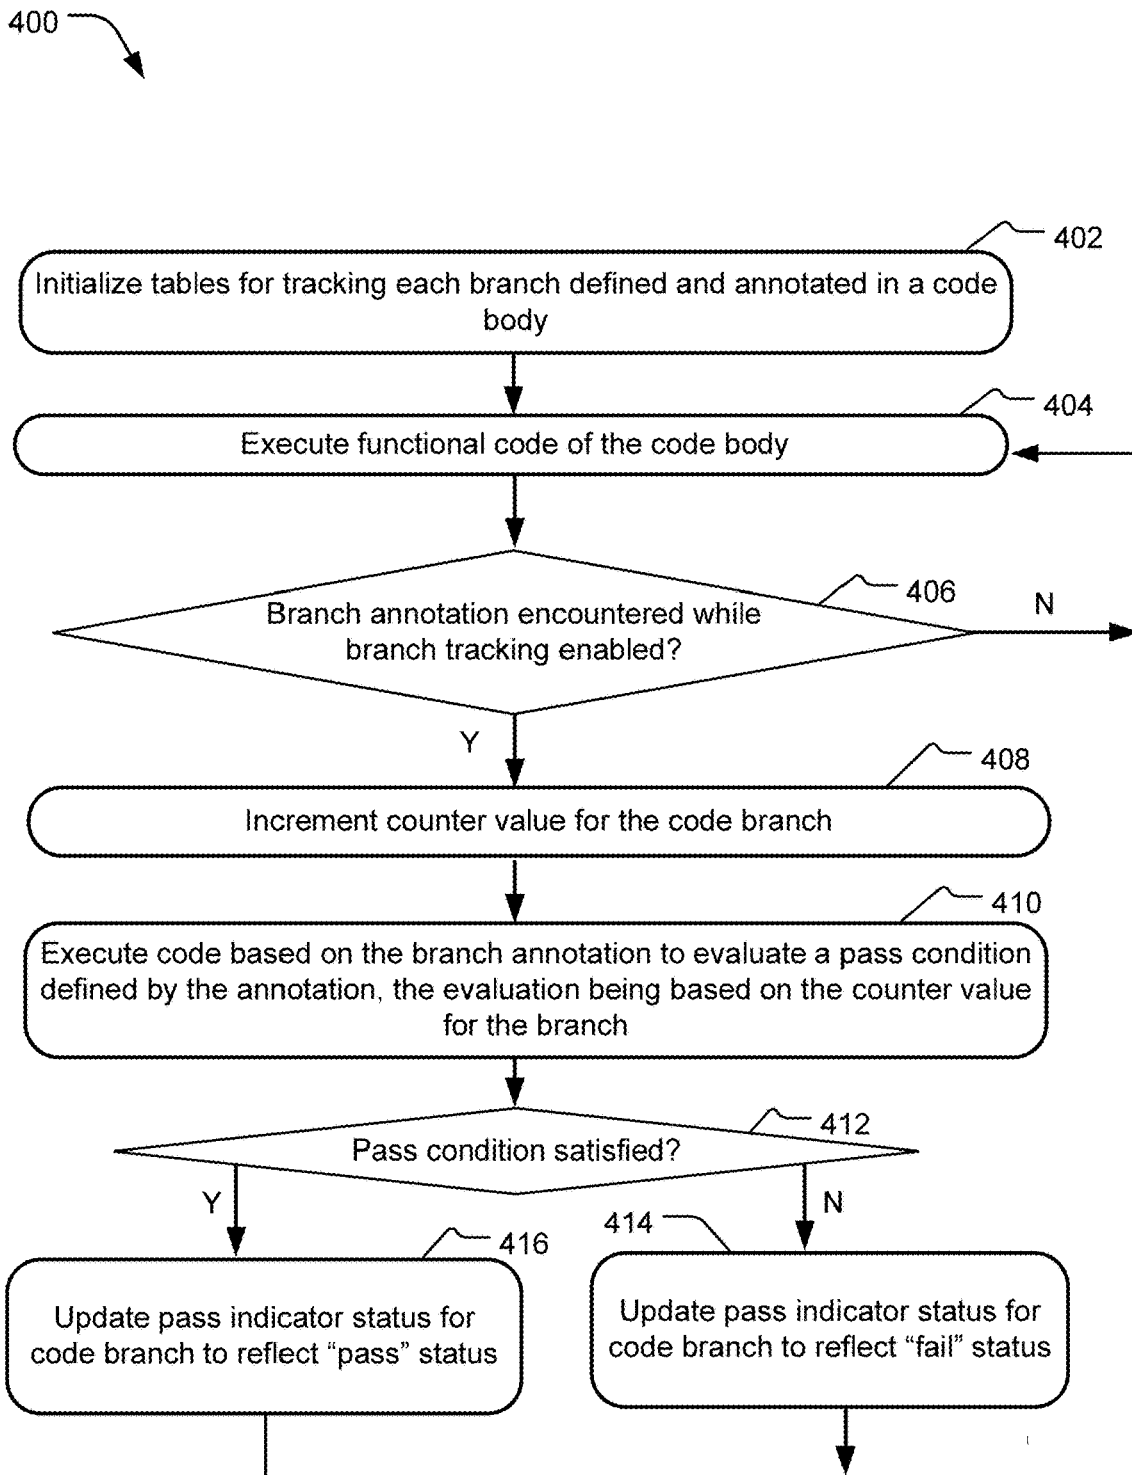 400
402
Initialize tables for tracking each branch defined and annotated in a code
body
404
Execute functional code of the code body
406
Branch annotation encountered while
branch tracking enabled?
N
Y
408
Increment counter value for the code branch
410
Execute code based on the branch annotation to evaluate a pass condition
defined by the annotation, the evaluation being based on the counter value
for the branch
412
Pass condition satisfied?
Y
N
416
414
Update pass indicator status for
code branch to reflect “pass” status
Update pass indicator status for
code branch to reflect “fail” status